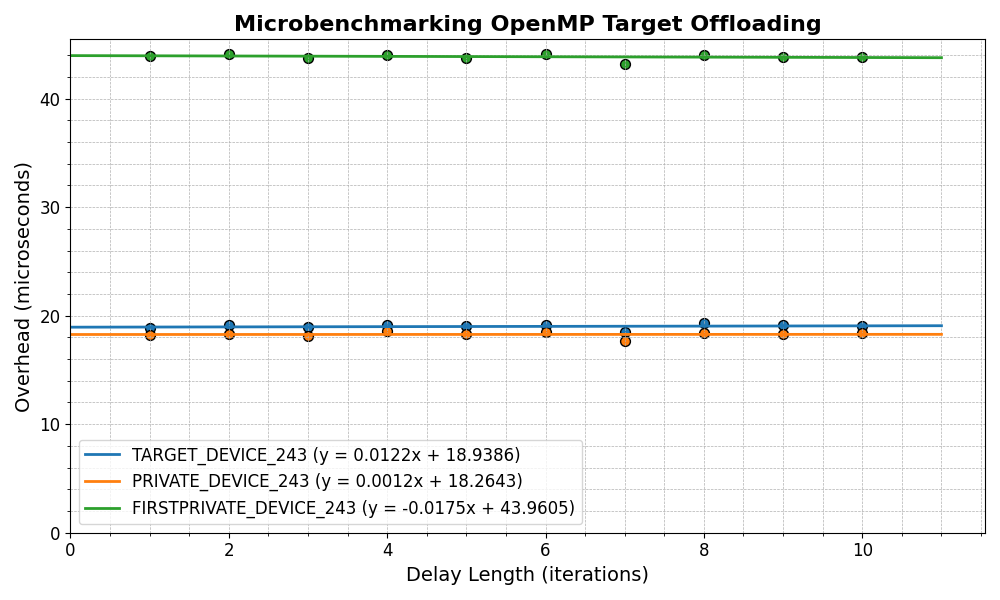 Microbenchmarking OpenMP Target Offloading
Overhead (microseconds)
40
30
20
10
0
TARGET_DEVICE_243 (y = 0.0122x + 18.9386)
PRIVATE_DEVICE_243 (y = 0.0012x + 18.2643)
FIRSTPRIVATE_DEVICE_243 (y = -0.0175x + 43.9605)
0 2 4 6 8 10
Delay Length (iterations)